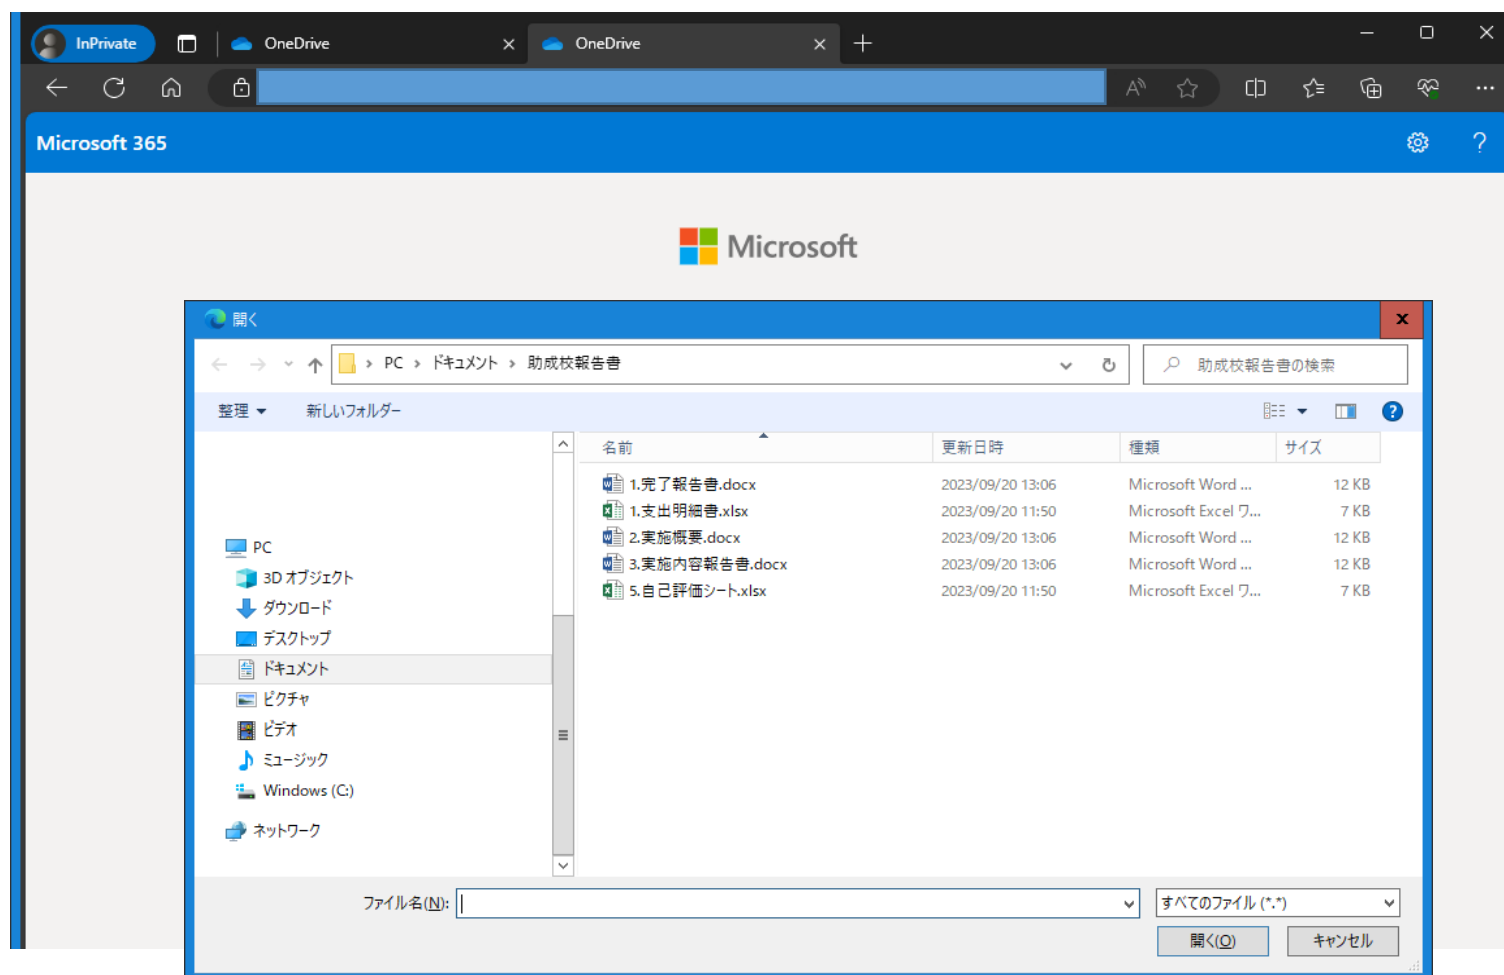 InPrivate OneDrive OneDrive
Microsoft 365 ?
Microsoft
開く
PC ドキュメント 助成校報告書 助成校報告書の検索
整理 新しいフォルダー
名前 更新日時 種類 サイズ
1.完了報告書.docx 2023/09/20 13:06 Microsoft Word ... 12 KB
1.支出明細書.xlsx 2023/09/20 11:50 Microsoft Excel ワ... 7 KB
2.実施概要.docx 2023/09/20 13:06 Microsoft Word ... 12 KB
3.実施内容報告書.docx 2023/09/20 13:06 Microsoft Word ... 12 KB
5.自己評価シート.xlsx 2023/09/20 11:50 Microsoft Excel ワ... 7 KB
PC
3D オブジェクト
ダウンロード
デスクトップ
ドキュメント
ピクチャ
ビデオ
ミュージック
Windows (C:)
ネットワーク
ファイル名(N): すべてのファイル (*.*)
開く(O) キャンセル